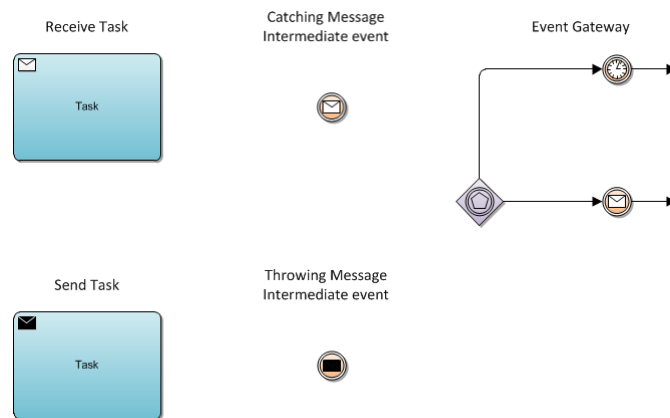 Receive Task
Catching Message
Intermediate event
Event Gateway
Task
Send Task
Throwing Message
Intermediate event
Task